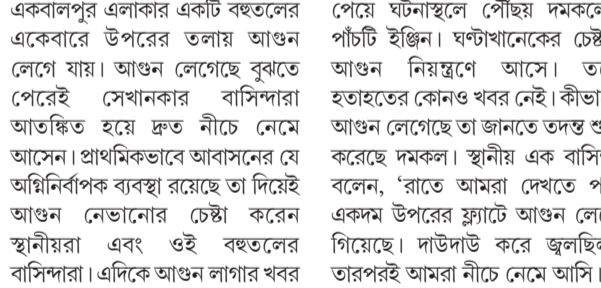 একবালপুর এলাকার একটি বহুতলের
একেবারে উপরের তলায় আগুন
লেগে যায়। আগুন লেগেছে বুঝতে
পেরেই সেখানকার বাসিন্দারা
আতঙ্কিত হয়ে দ্রুত নীচে নেমে
আসেন। প্রাথমিকভাবে আবাসনের যে
অগ্নিনির্বাপক ব্যবস্থা রয়েছে তা দিয়েই
আগুন নেভানোর চেষ্টা করেন
স্থানীয়রা এবং ওই বহুতলের
বাসিন্দারা। এদিকে আগুন লাগার খবর
পেয়ে ঘটনাস্থলে পৌঁছয় দমকলে
পাঁচটি ইঞ্জিন। ঘণ্টাখানেকের
আগুন নিয়ন্ত্রণে আসে।
হতাহতের কোনও খবর নেই। কীভা
আগুন লেগেছে তা জানতে তদন্ত
করেছে দমকল। স্থানীয় এক
বলেন, ‘রাতে আমরা দেখতে
একদম উপরের ফ্ল্যাটে আগুন
গিয়েছে। দাউদাউ করে
তারপরই আমরা নীচে নেমে আসি।